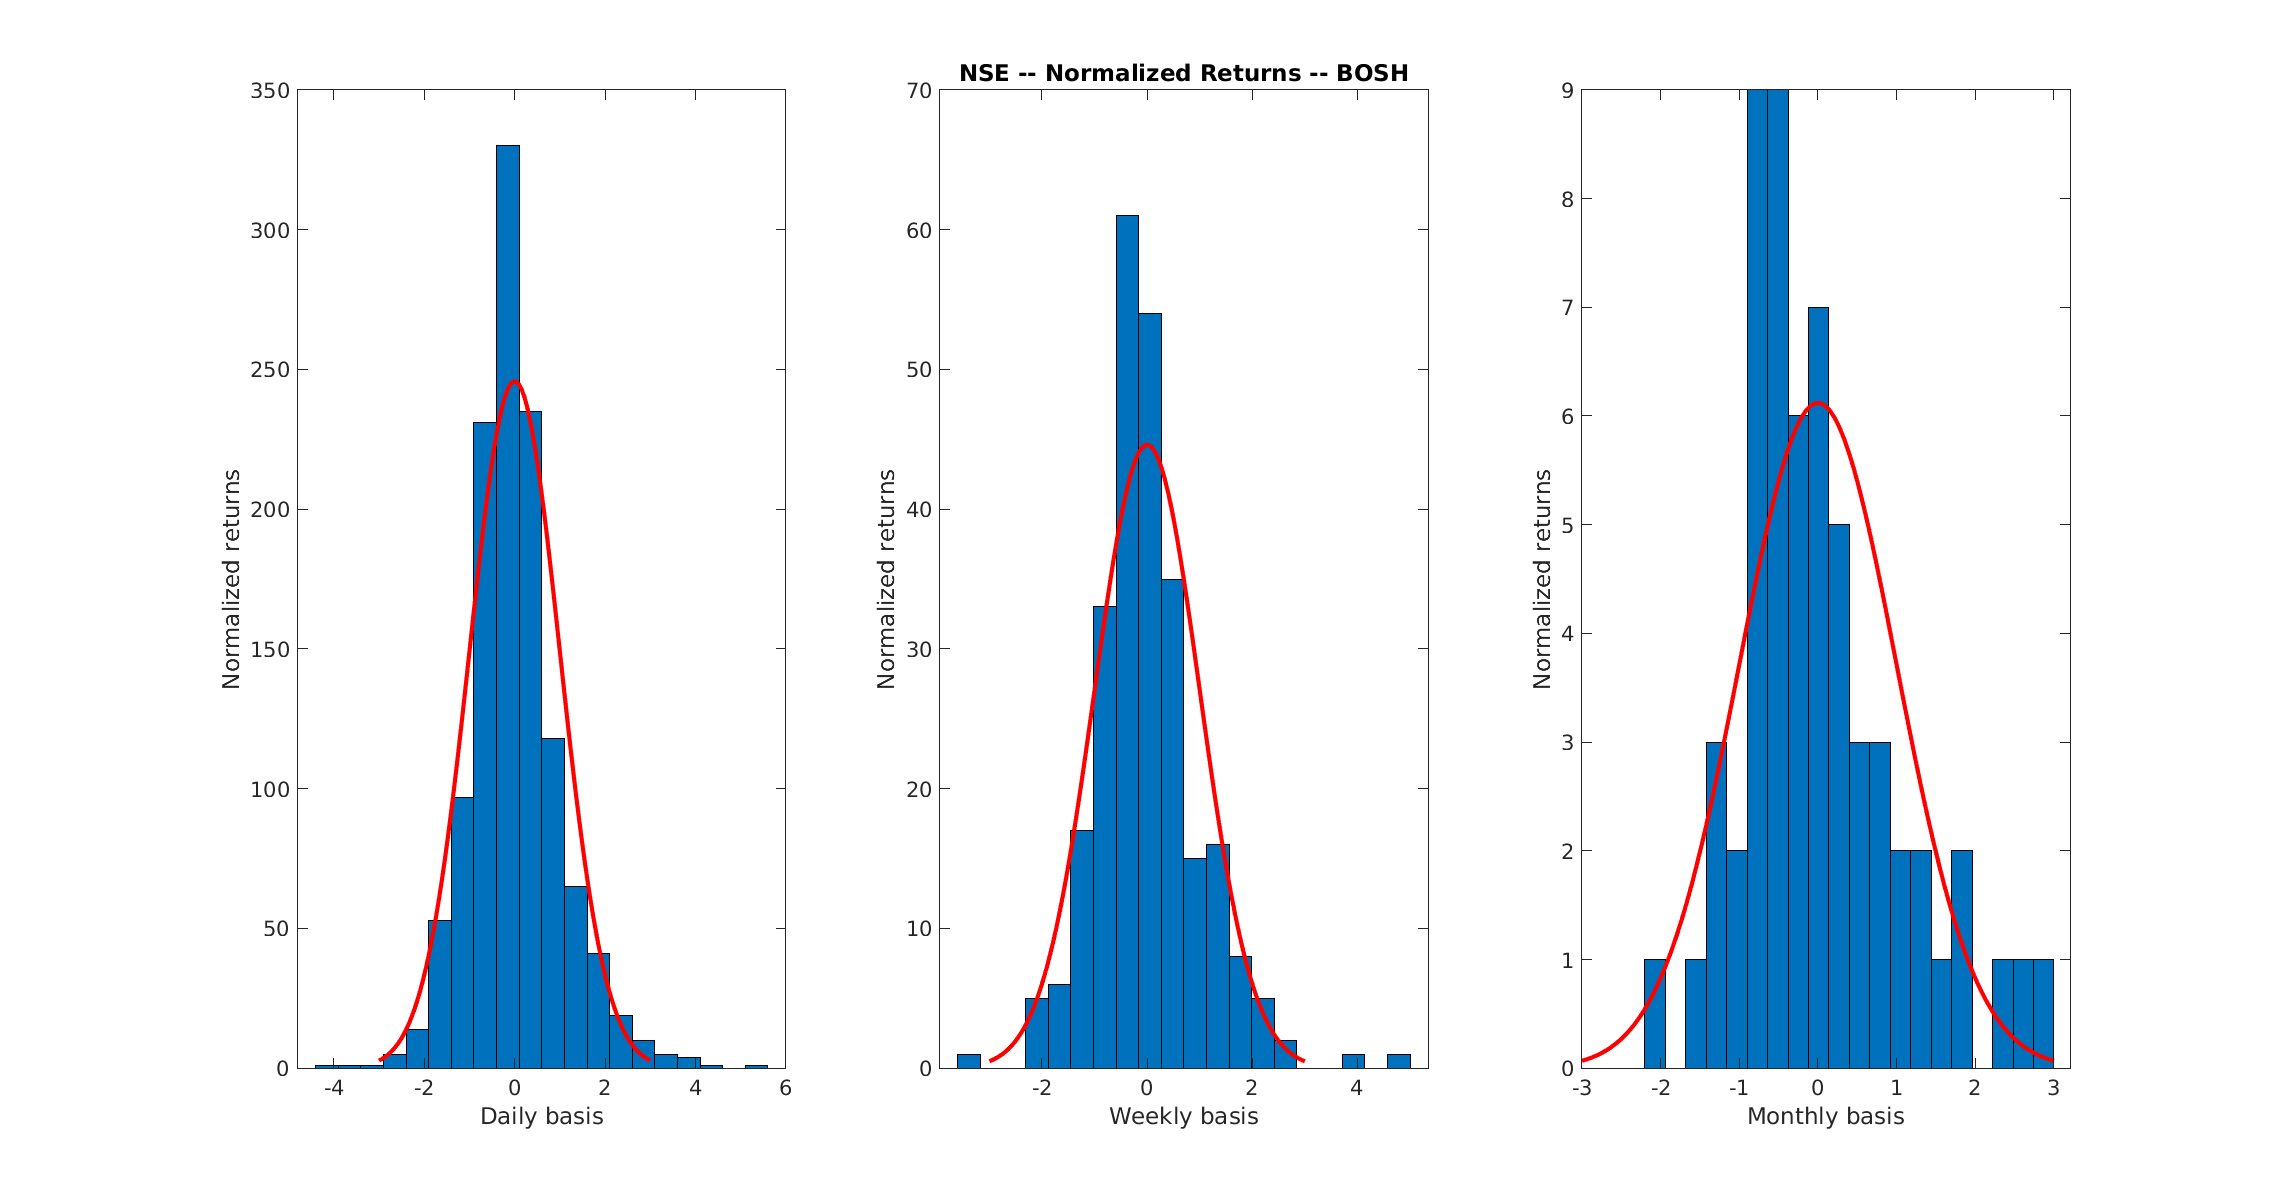 NSE -- Normalized Returns -- BOSH
350
300
250
200
150
100
50
0
Normalized returns
-4 -2 0 2 4 6
Daily basis
70
60
50
40
30
20
10
0
Normalized returns
-2 0 2 4
Weekly basis
9
8
7
6
5
4
3
2
1
0
Normalized returns
-3 -2 -1 0 1 2 3
Monthly basis